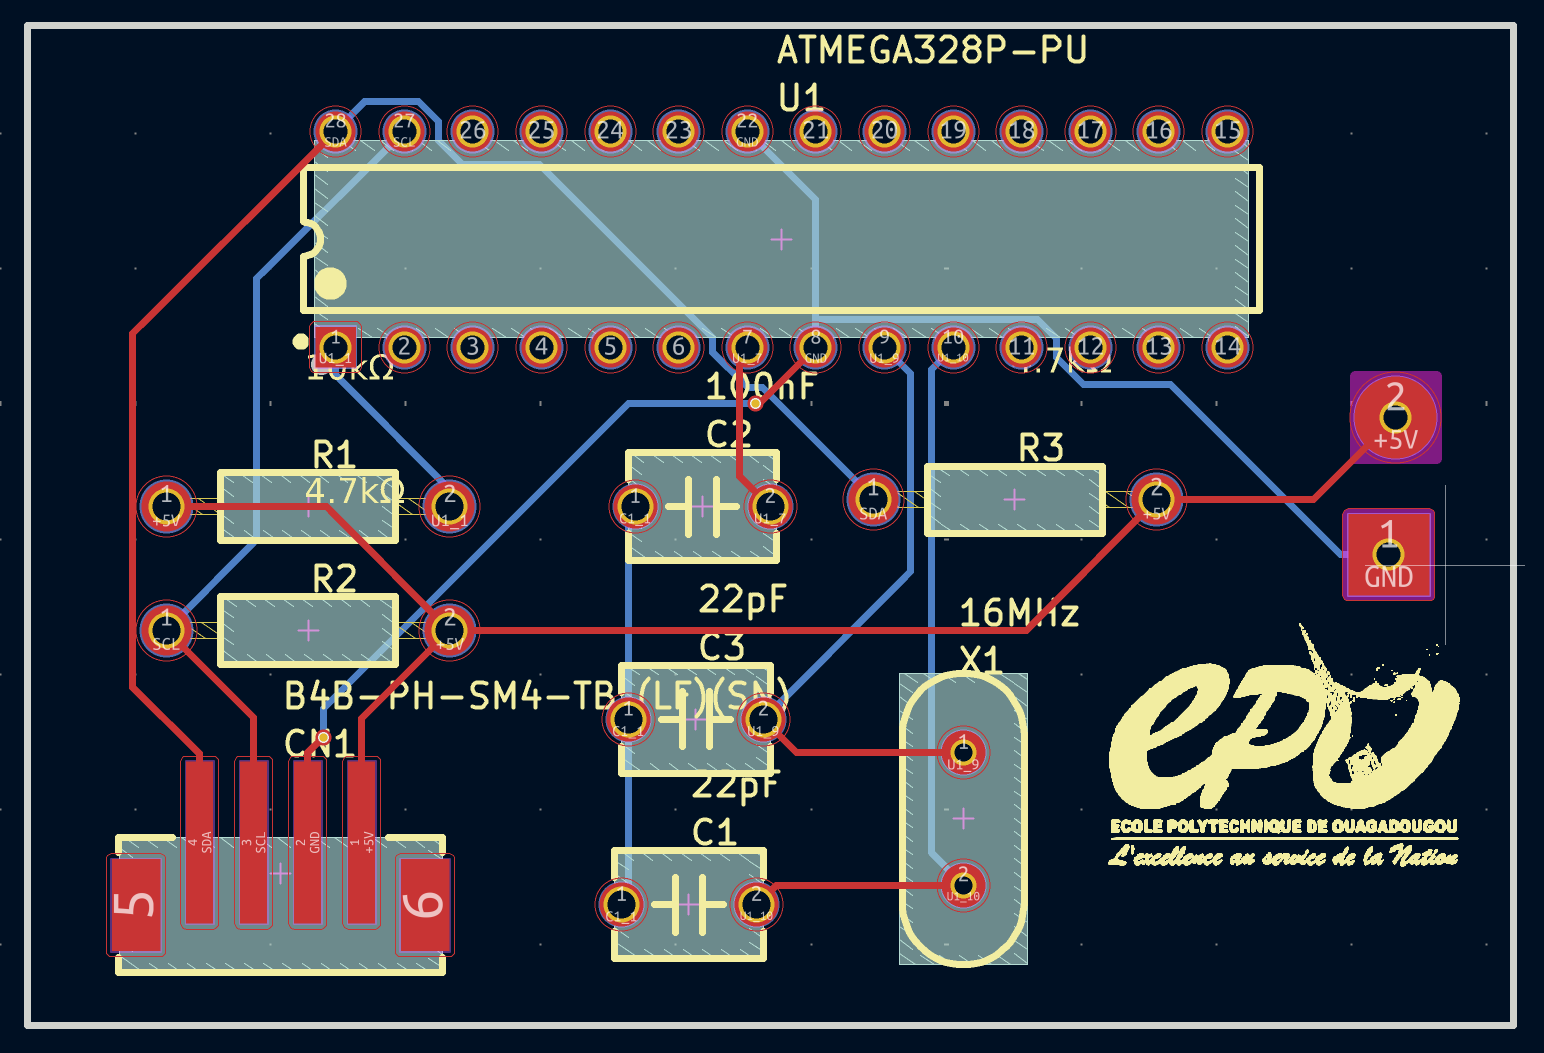 ATMEGA328P-PU
U1
28 27 26 25 24 23 22 21 20 19 18 17 16 15
SDA SCL GND
1 2 3 4 5 6 7 8 9 10 11 12 13 14
U1_1 U1_7 GND U1_9 U1_10
10kΩ
4.7kΩ
100nF
C2
2
+5V
R1
R3
4.7kΩ
1 2
+5V U1_1
1 2
C1_1 U1_7
1 2
SDA +5V
1
GND
R2
1 2
SCL +5V
22pF
C3
16MHz
X1
B4B-PH-SM4-TB (LF)(SN)
CN1
1 2
C1_1 U1_9
1
U1_9
22pF
C1
4 3 2 1
SDA SCL GND +5V
5 6
1 2
C1_1 U1_10
2
U1_10
epo
ECOLE POLYTECHNIQUE DE OUAGADOUGOU
L'excellence au service de la Nation